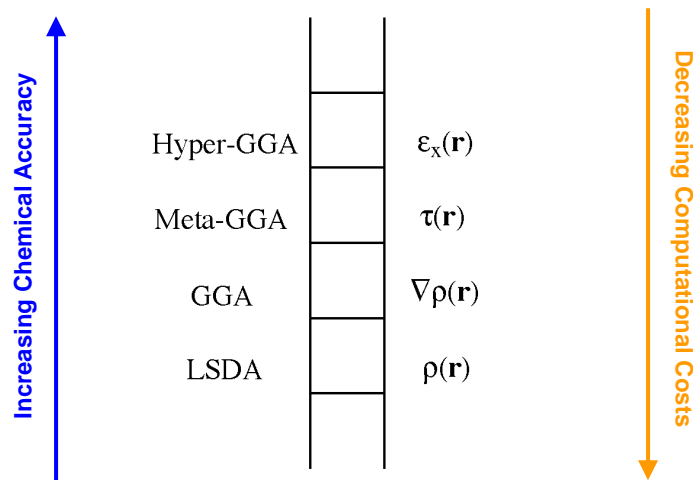 Increasing Chemical Accuracy
Hyper-GGA εₓ(r)
Meta-GGA τ(r)
GGA ∇ρ(r)
LSDA ρ(r)
Decreasing Computational Costs